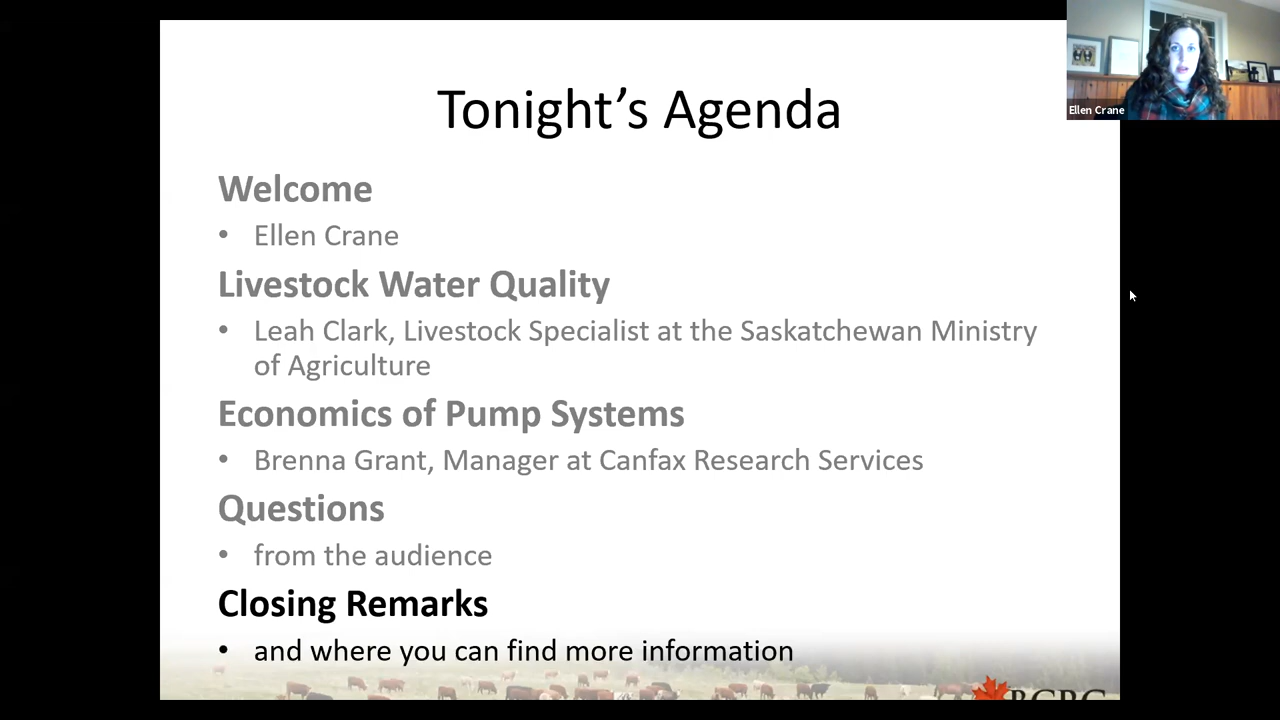 Tonight’s Agenda
Ellen Crane
Welcome
• Ellen Crane
Livestock Water Quality
• Leah Clark, Livestock Specialist at the Saskatchewan Ministry
of Agriculture
Economics of Pump Systems
• Brenna Grant, Manager at Canfax Research Services
Questions
• from the audience
Closing Remarks
• and where you can find more information